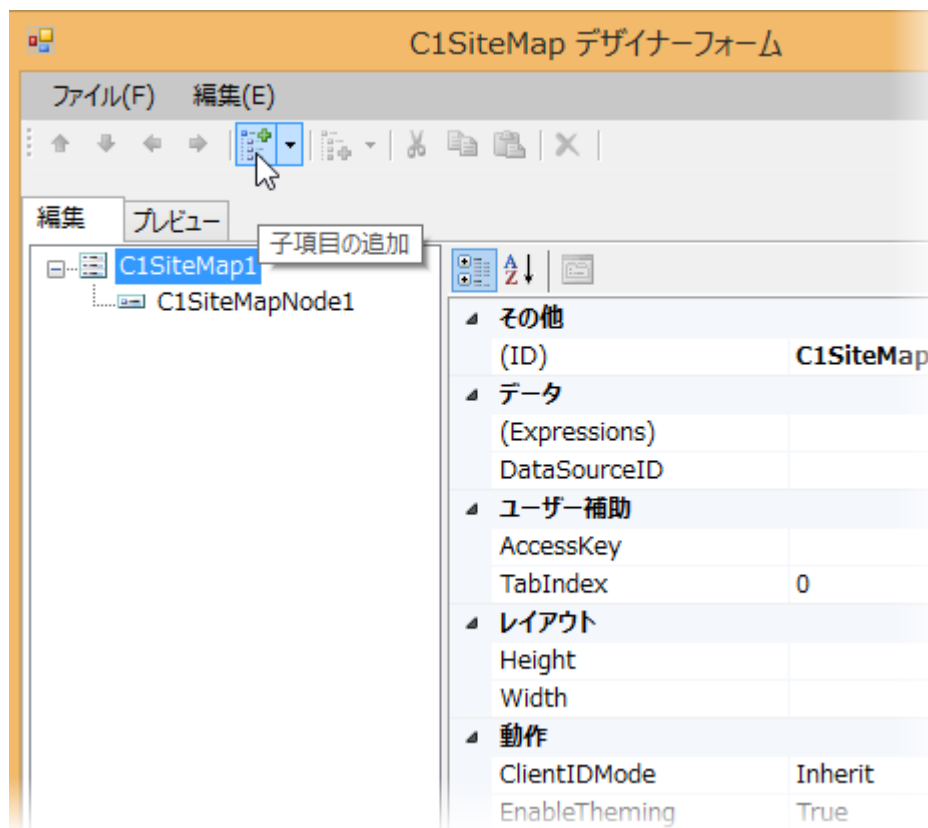 C1SiteMap デザイナーフォーム
ファイル(F) 編集(E)
編集 プレビュー
子項目の追加
C1SiteMap1
C1SiteMapNode1
その他
(ID) C1SiteMap
データ
(Expressions)
DataSourceID
ユーザー補助
AccessKey
TabIndex 0
レイアウト
Height
Width
動作
ClientIDMode Inherit
EnableTheming True